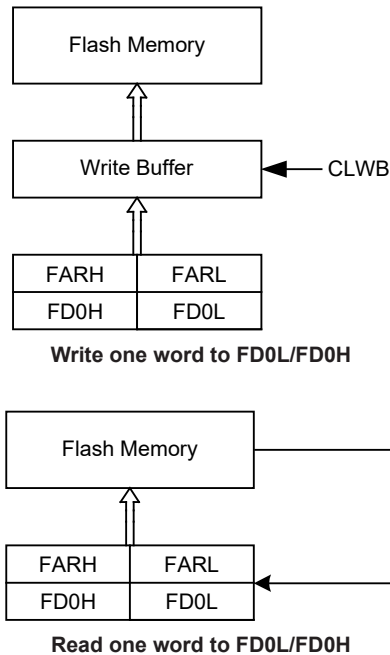 Flash Memory
Write Buffer
CLWB
FARH FARL
FD0H FD0L
Write one word to FD0L/FD0H
Flash Memory
FARH FARL
FD0H FD0L
Read one word to FD0L/FD0H